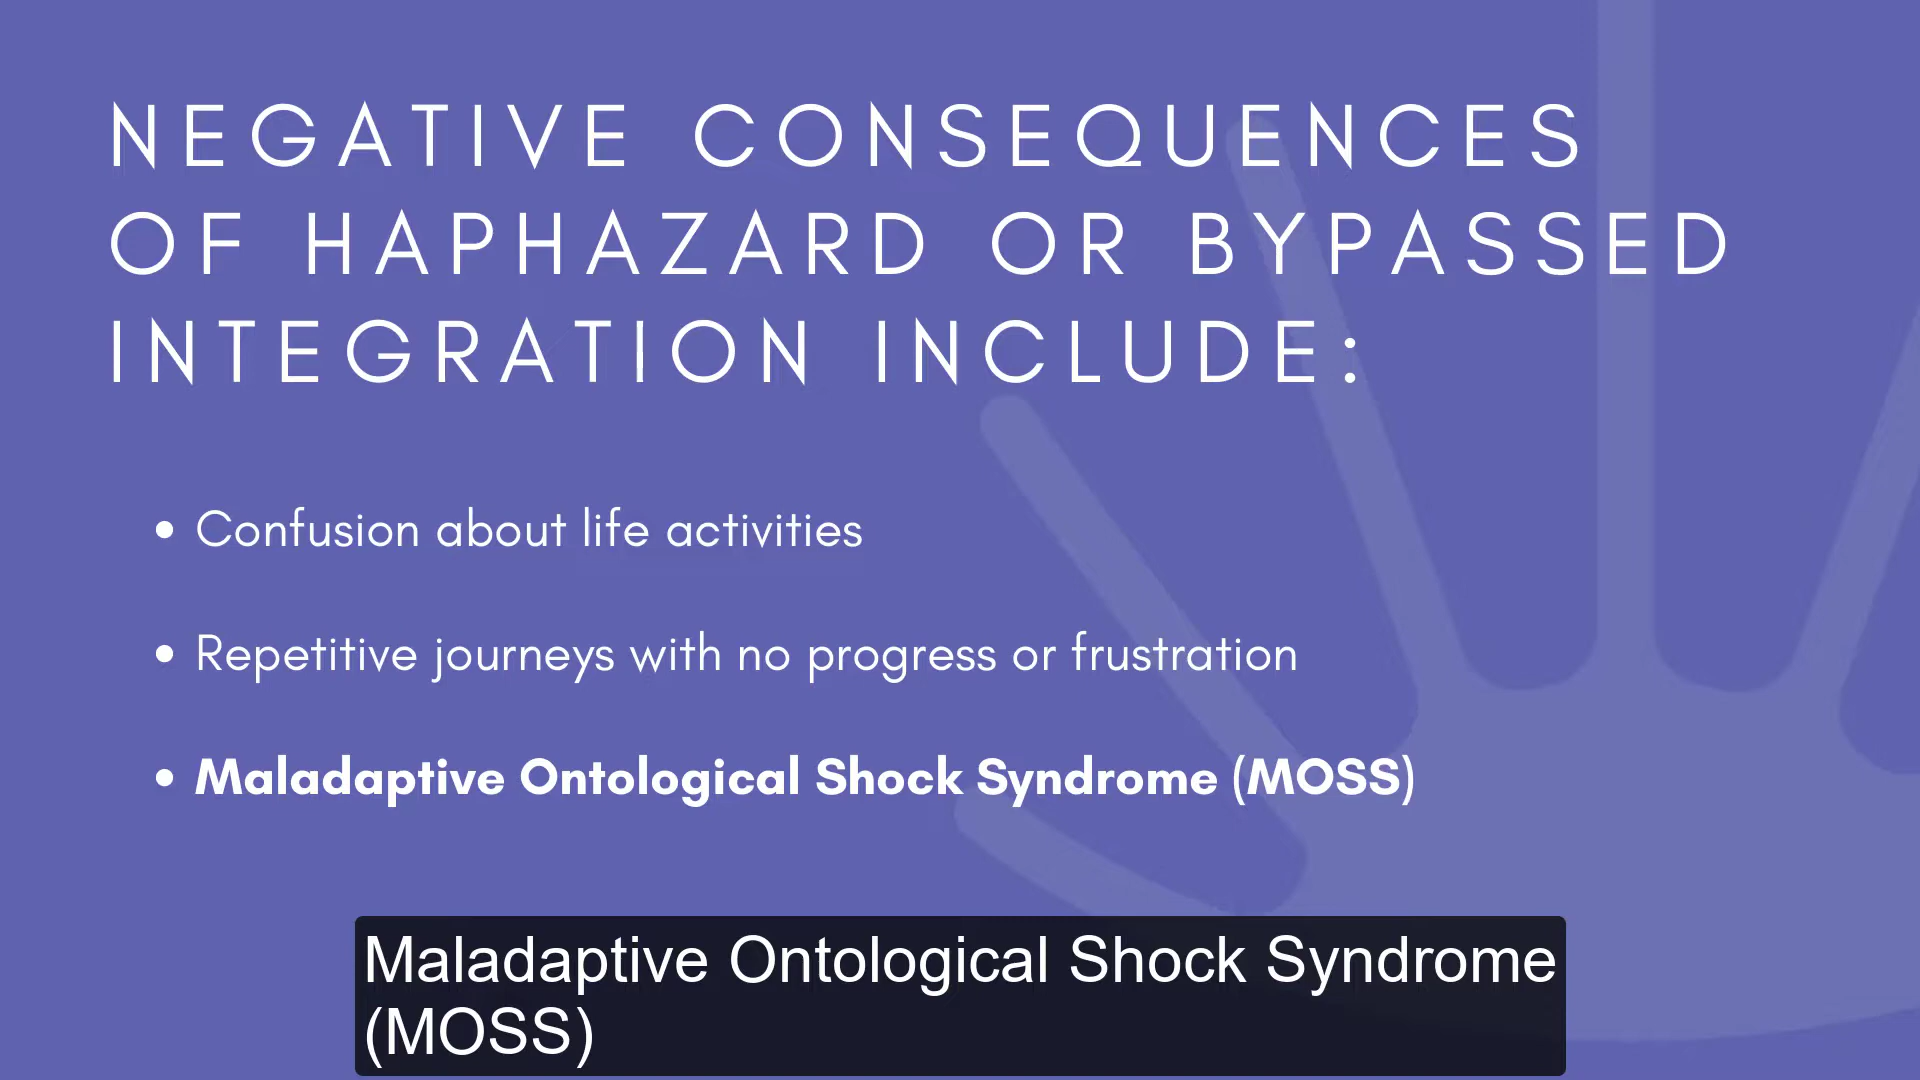 NEGATIVE CONSEQUENCES
OF HAPHAZARD OR BYPASSED
INTEGRATION INCLUDE:
• Confusion about life activities
• Repetitive journeys with no progress or frustration
• Maladaptive Ontological Shock Syndrome (MOSS)
Maladaptive Ontological Shock Syndrome
(MOSS)